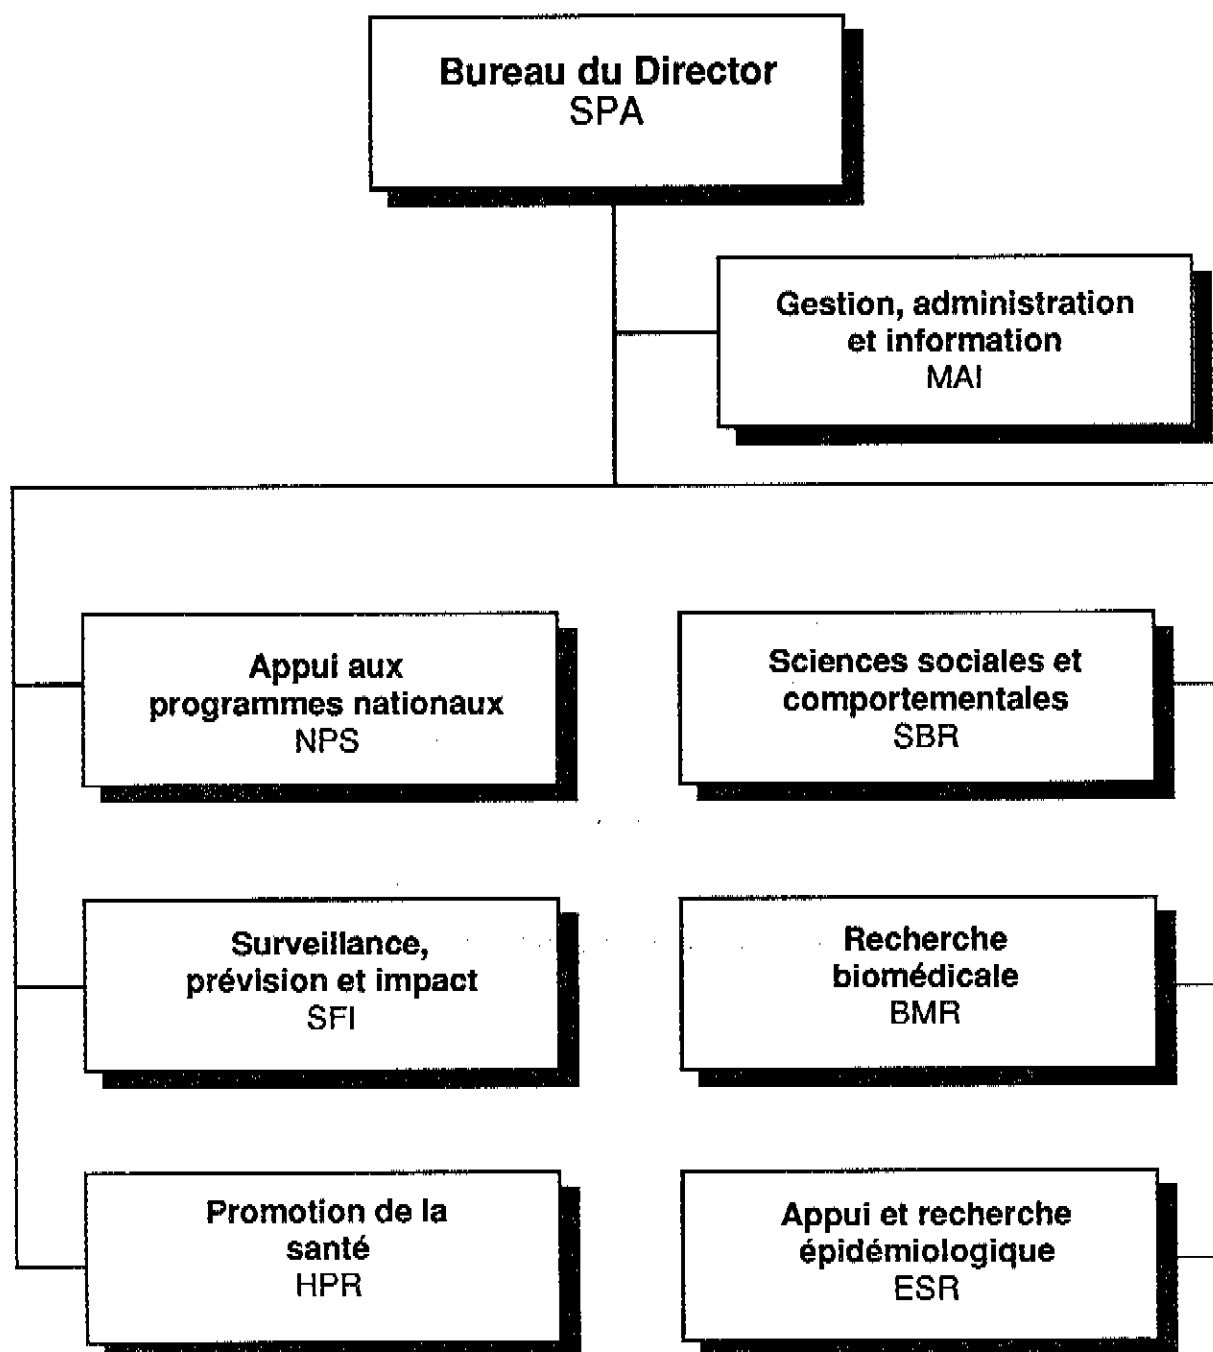 Bureau du Director
SPA
Gestion, administration
et information
MAI
Appui aux
programmes nationaux
NPS
Sciences sociales et
comportementales
SBR
Surveillance,
prévision et impact
SFI
Recherche
biomédicale
BMR
Promotion de la
santé
HPR
Appui et recherche
épidémiologique
ESR